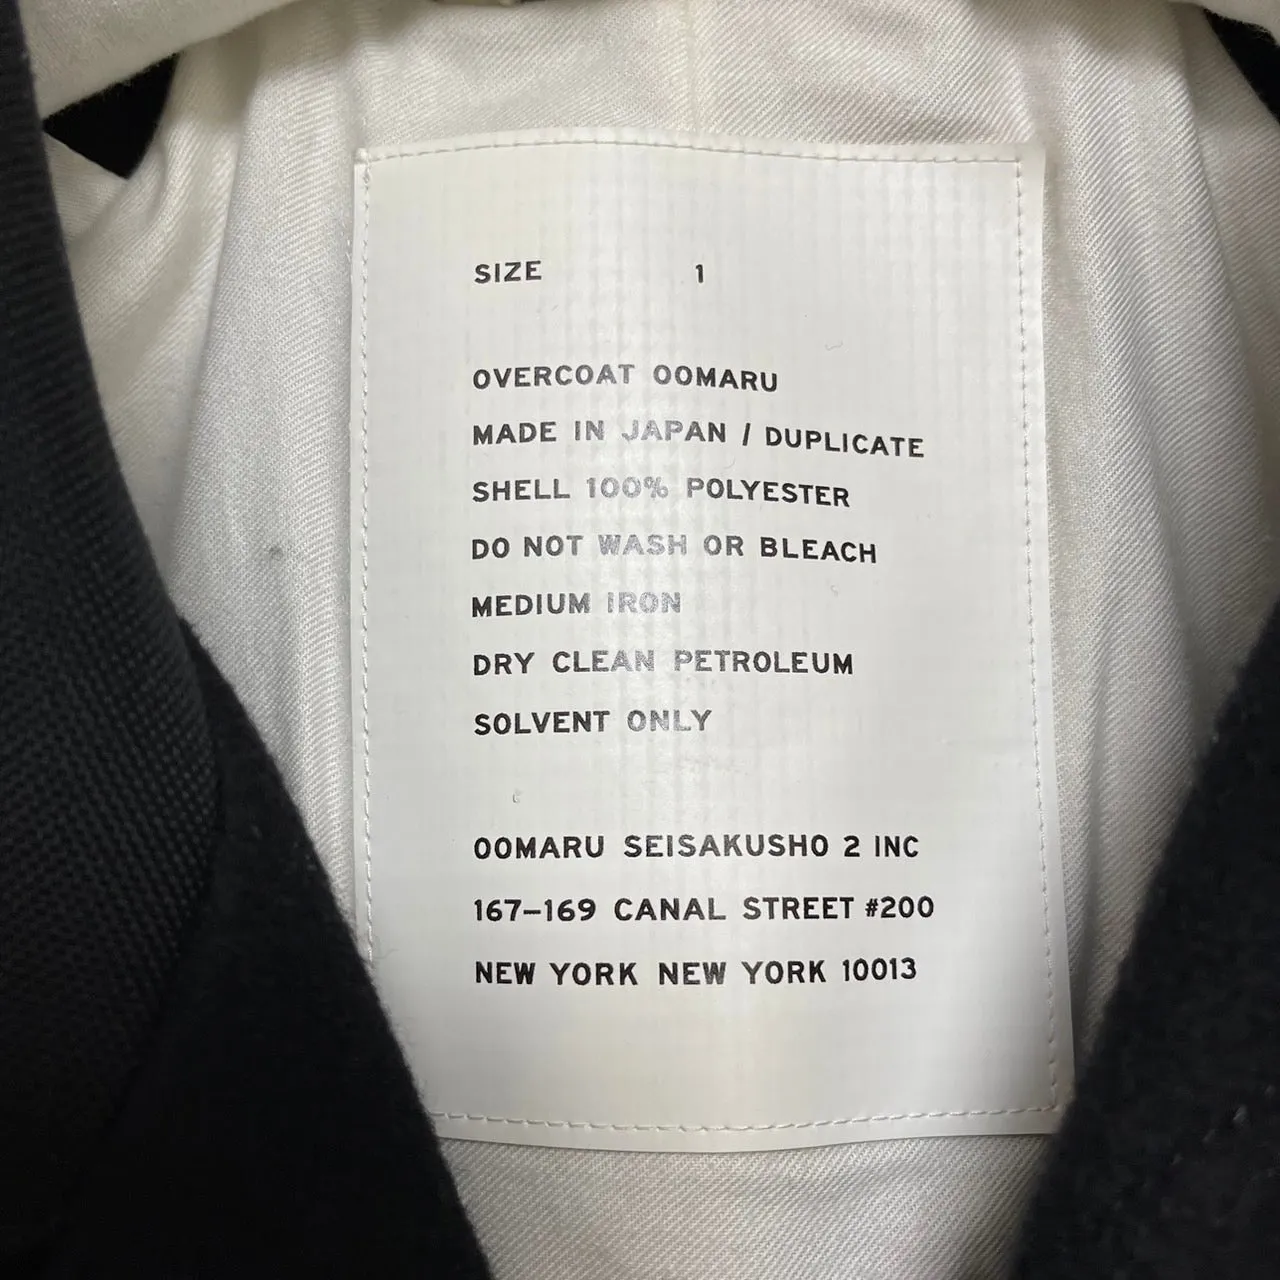 SIZE 1
OVERCOAT OOMARU
MADE IN JAPAN / DUPLICATE
SHELL 100% POLYESTER
DO NOT WASH OR BLEACH
MEDIUM IRON
DRY CLEAN PETROLEUM
SOLVENT ONLY
OOMARU SEISAKUSHO 2 INC
167–169 CANAL STREET #200
NEW YORK NEW YORK 10013